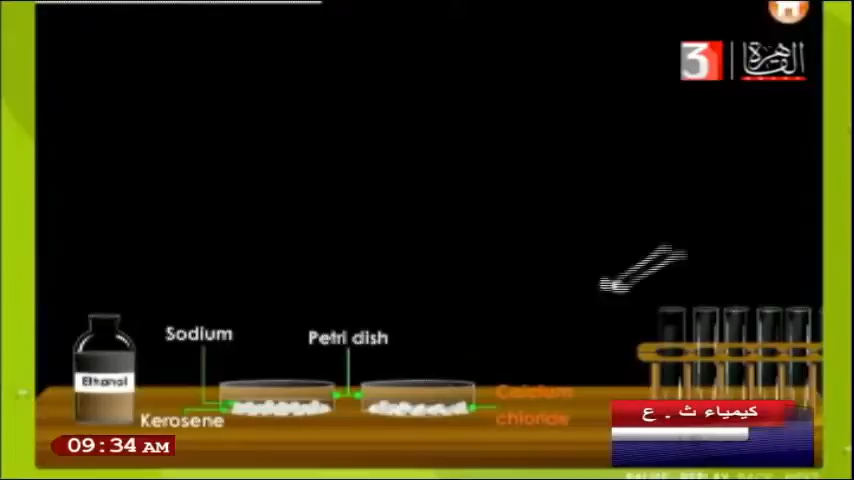 3
القاهرة
Sodium
Petri dish
Ethanol
Calcium
chloride
Kerosene
كيمياء ث . ع
09:34 AM